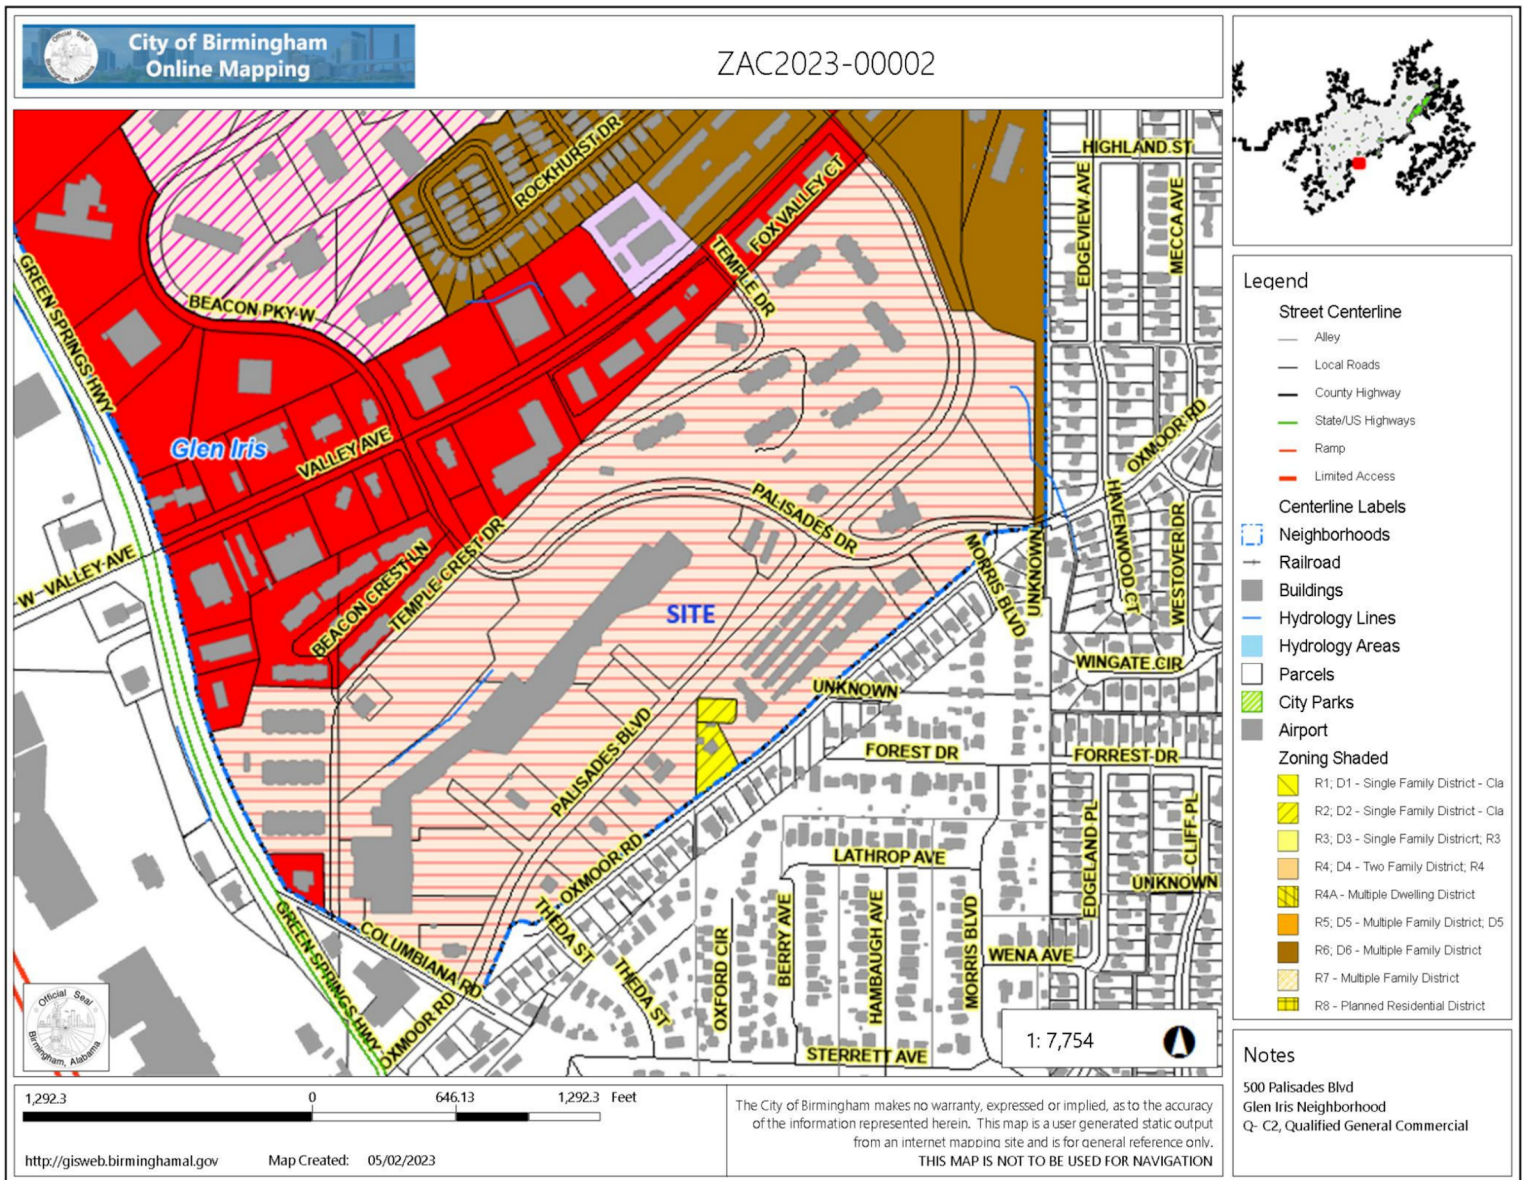 City of Birmingham
Online Mapping
Official Seal
Birmingham, Alabama
ZAC2023-00002
HIGHLAND ST
EDGEVIEW AVE
MECCA AVE
ROCKHURST DR
FOX VALLEY CT
TEMPLE DR
GREEN SPRINGS HWY
BEACON PKY W
Glen Iris
VALLEY AVE
OXMOOR RD
PALISADES DR
HAVENWOOD CT
WESTOVER DR
W VALLEY AVE
BEACON CREST LN
TEMPLE CREST DR
MORRIS BLVD
UNKNOWN
SITE
WINGATE CIR
UNKNOWN
FOREST DR
FORREST DR
PALISADES BLVD
EDGELAND PL
CLIFF PL
LATHROP AVE
UNKNOWN
OXMOOR RD
THEDA ST
THEDA ST
OXFORD CIR
BERRY AVE
HAMBAUGH AVE
MORRIS BLVD
WENA AVE
COLUMBIANA RD
GREEN SPRINGS HWY
OXMOOR RD
STERRETT AVE
Official Seal
Birmingham, Alabama
1: 7,754
Legend
Street Centerline
Alley
Local Roads
County Highway
State/US Highways
Ramp
Limited Access
Centerline Labels
Neighborhoods
Railroad
Buildings
Hydrology Lines
Hydrology Areas
Parcels
City Parks
Airport
Zoning Shaded
R1; D1 - Single Family District - Cla
R2; D2 - Single Family District - Cla
R3; D3 - Single Family Districrt; R3
R4; D4 - Two Family District; R4
R4A - Multiple Dwelling District
R5; D5 - Multiple Family District; D5
R6; D6 - Multiple Family District
R7 - Multiple Family District
R8 - Planned Residential District
Notes
500 Palisades Blvd
Glen Iris Neighborhood
Q- C2, Qualified General Commercial
1,292.3 0 646.13 1,292.3 Feet
http://gisweb.birminghamal.gov Map Created: 05/02/2023
The City of Birmingham makes no warranty, expressed or implied, as to the accuracy
of the information represented herein. This map is a user generated static output
from an internet mapping site and is for general reference only.
THIS MAP IS NOT TO BE USED FOR NAVIGATION